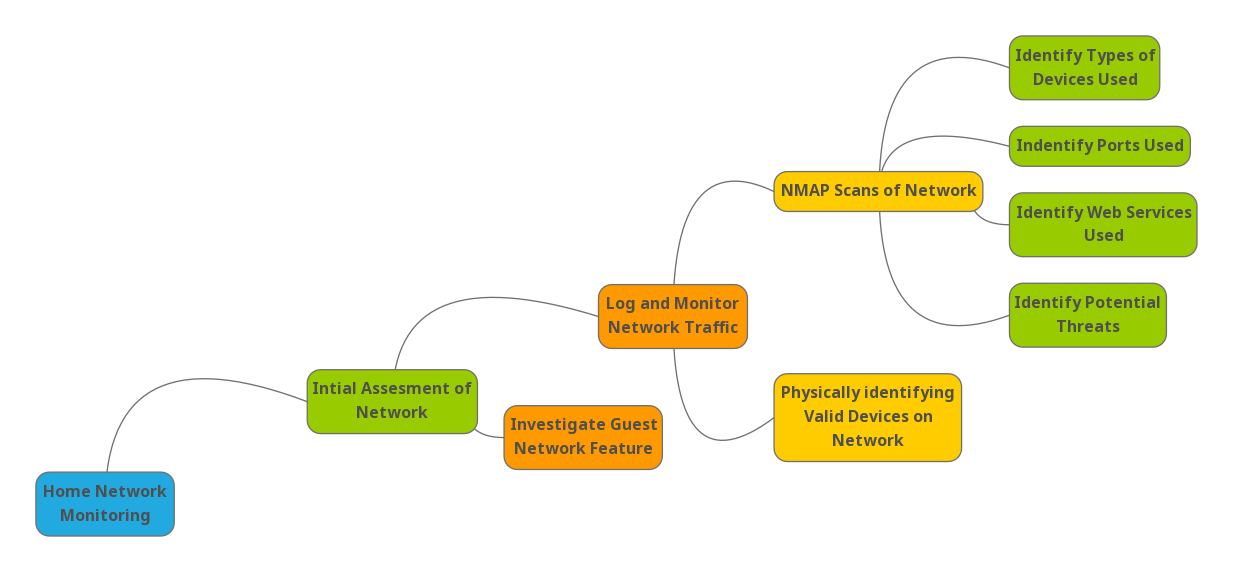 Home Network
Monitoring
Intial Assesment of
Network
Investigate Guest
Network Feature
Log and Monitor
Network Traffic
Physically identifying
Valid Devices on
Network
NMAP Scans of Network
Identify Types of
Devices Used
Indentify Ports Used
Identify Web Services
Used
Identify Potential
Threats